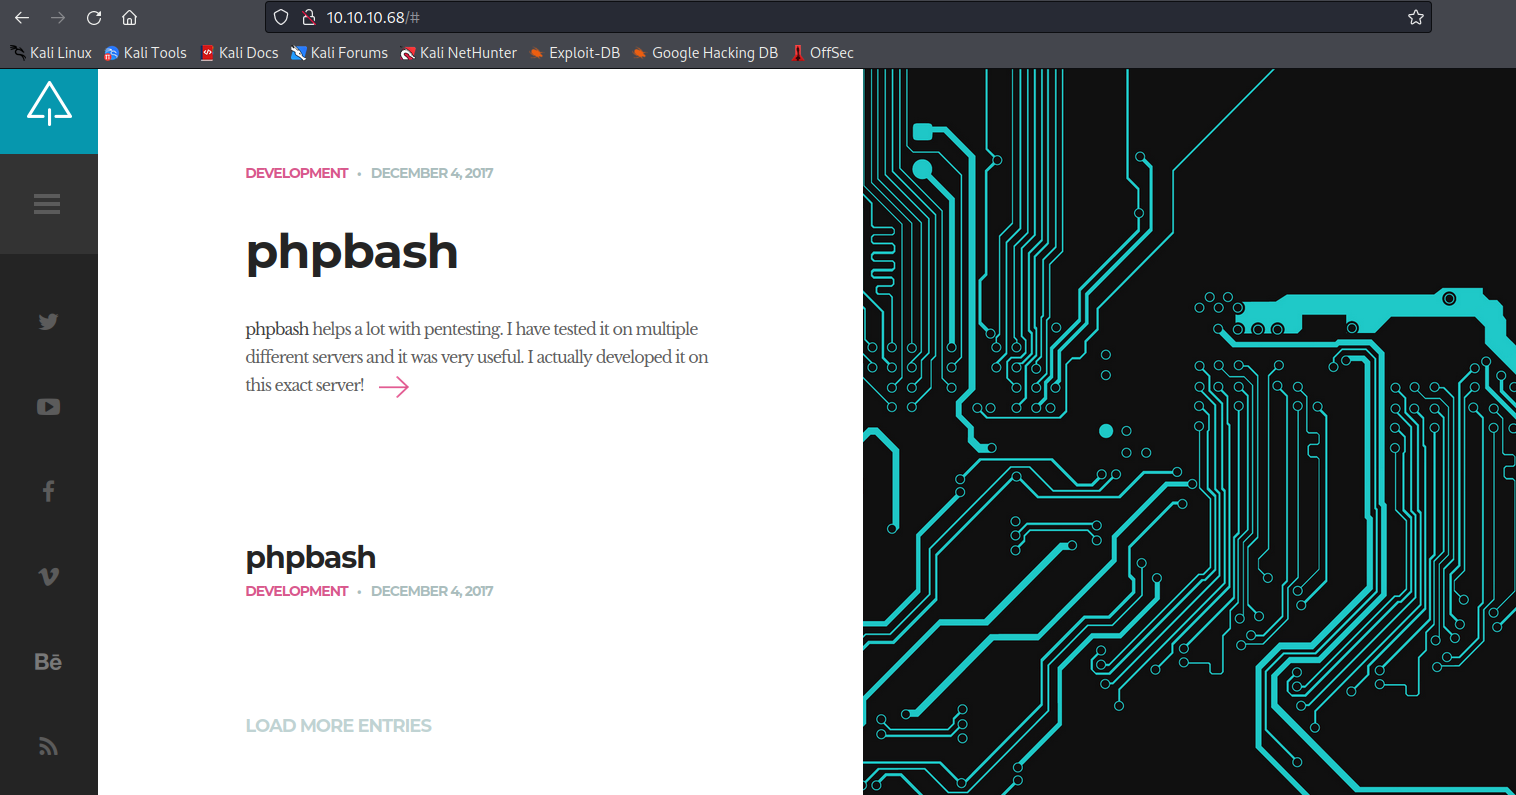 10.10.10.68/#
Kali Linux Kali Tools Kali Docs Kali Forums Kali NetHunter Exploit-DB Google Hacking DB OffSec
DEVELOPMENT • DECEMBER 4, 2017
phpbash
phpbash helps a lot with pentesting. I have tested it on multiple
different servers and it was very useful. I actually developed it on
this exact server!
phpbash
DEVELOPMENT • DECEMBER 4, 2017
LOAD MORE ENTRIES
Bē